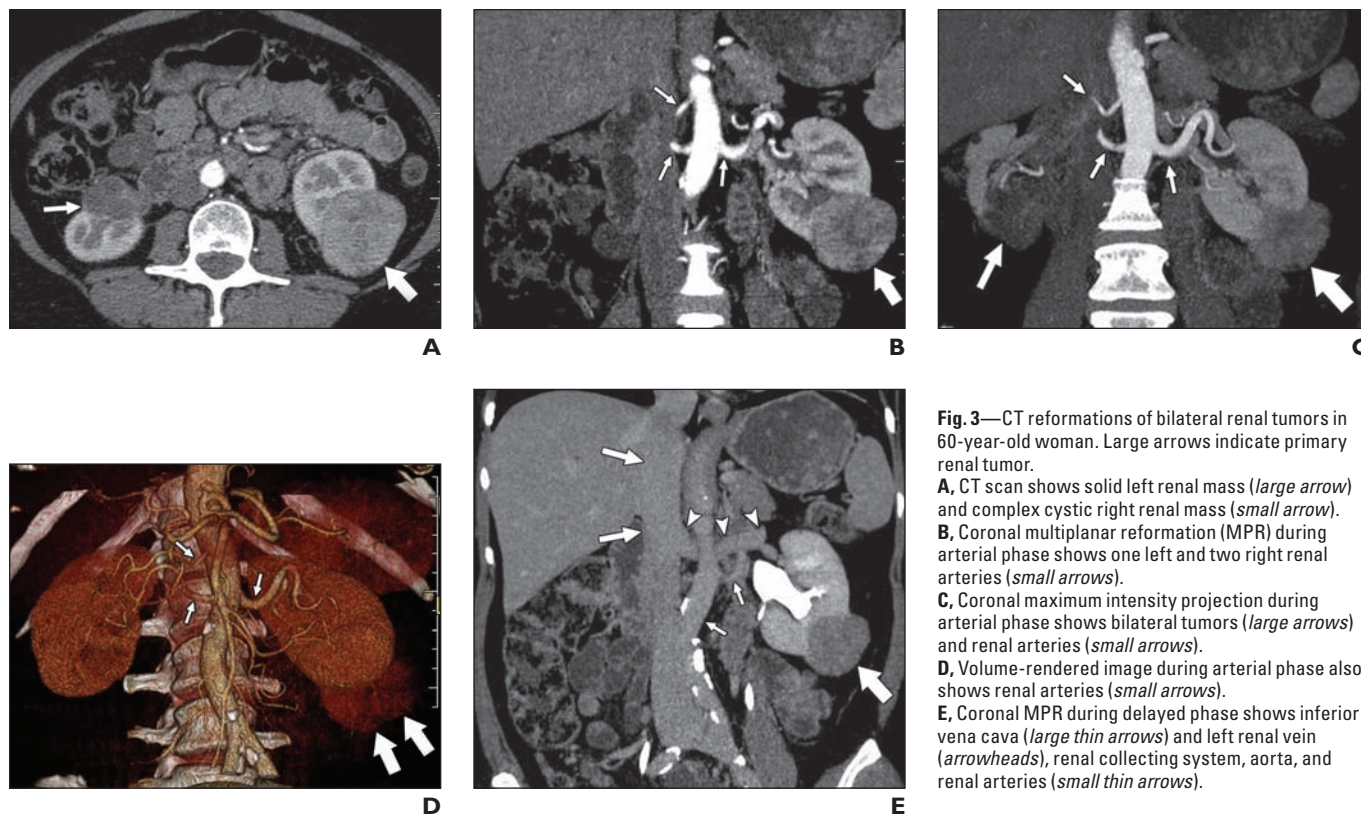 A
B
C
D
E
Fig. 3—CT reformations of bilateral renal tumors in
60-year-old woman. Large arrows indicate primary
renal tumor.
A, CT scan shows solid left renal mass (large arrow)
and complex cystic right renal mass (small arrow).
B, Coronal multiplanar reformation (MPR) during
arterial phase shows one left and two right renal
arteries (small arrows).
C, Coronal maximum intensity projection during
arterial phase shows bilateral tumors (large arrows)
and renal arteries (small arrows).
D, Volume-rendered image during arterial phase also
shows renal arteries (small arrows).
E, Coronal MPR during delayed phase shows inferior
vena cava (large thin arrows) and left renal vein
(arrowheads), renal collecting system, aorta, and
renal arteries (small thin arrows).